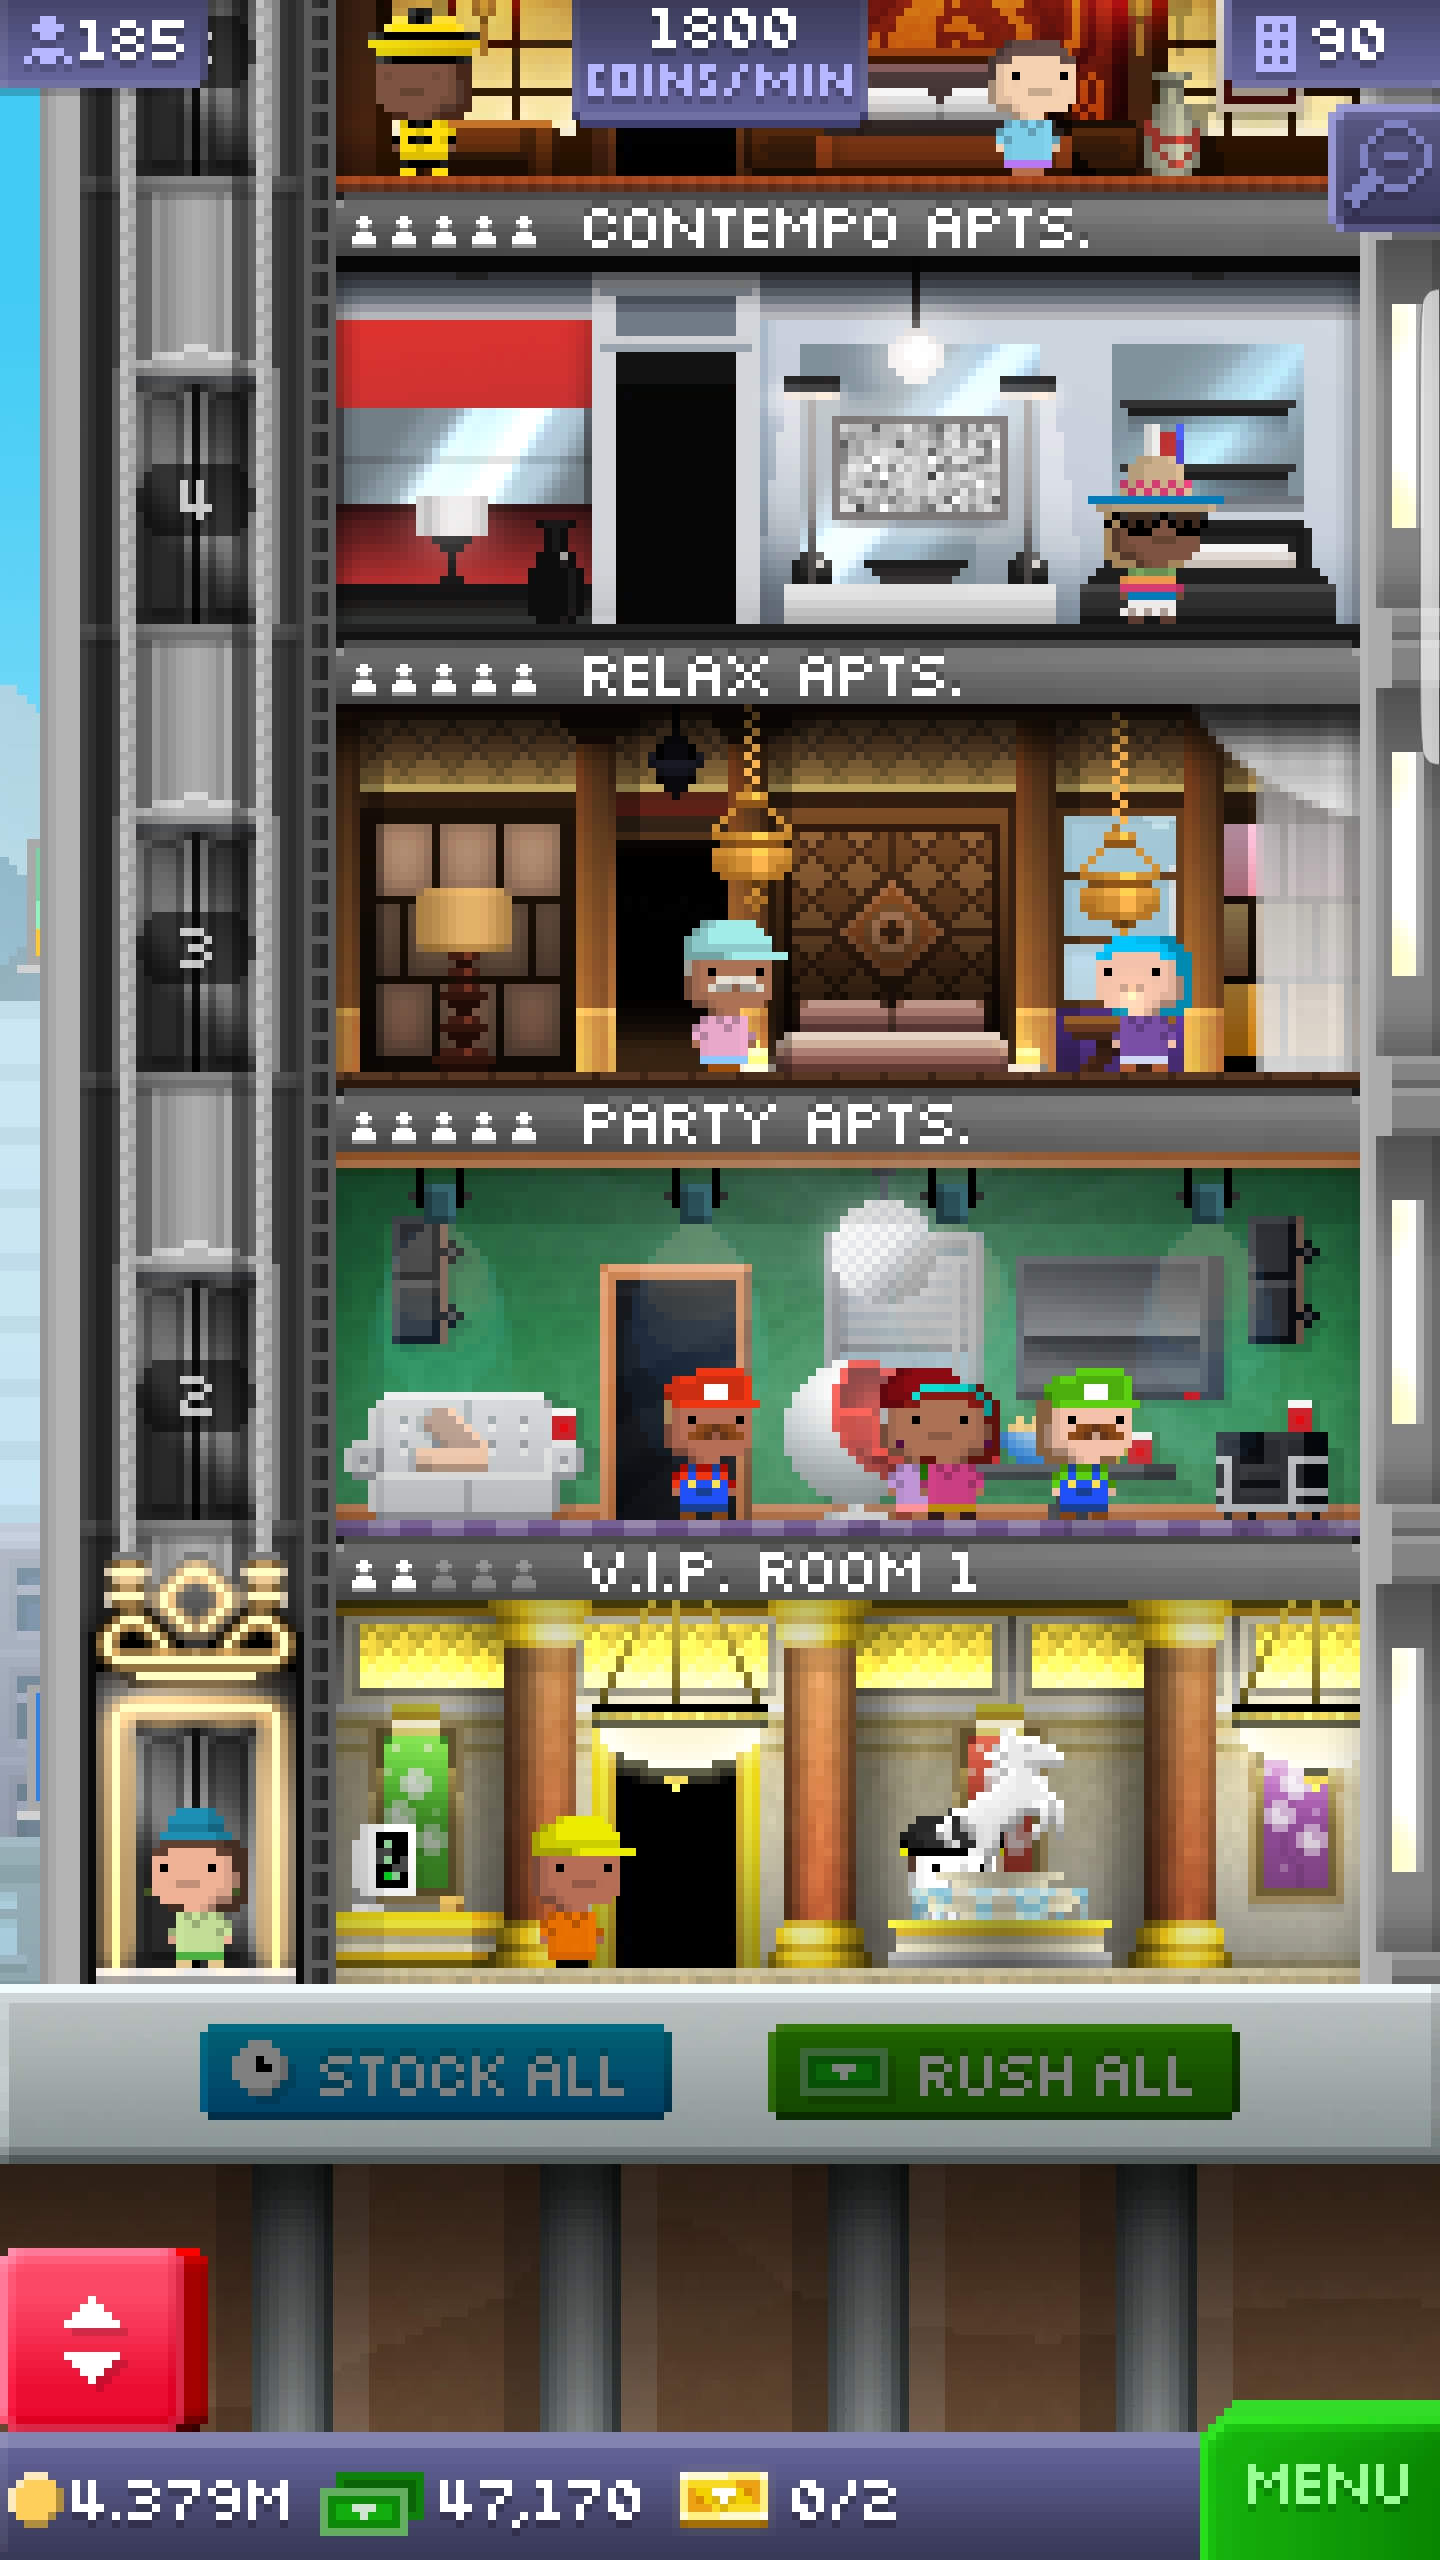 185
1800
COINS/MIN
90
CONTEMPO APTS.
4
RELAX APTS.
3
PARTY APTS.
2
V.I.P. ROOM 1
STOCK ALL
RUSH ALL
4.379M
47,170
0/2
MENU